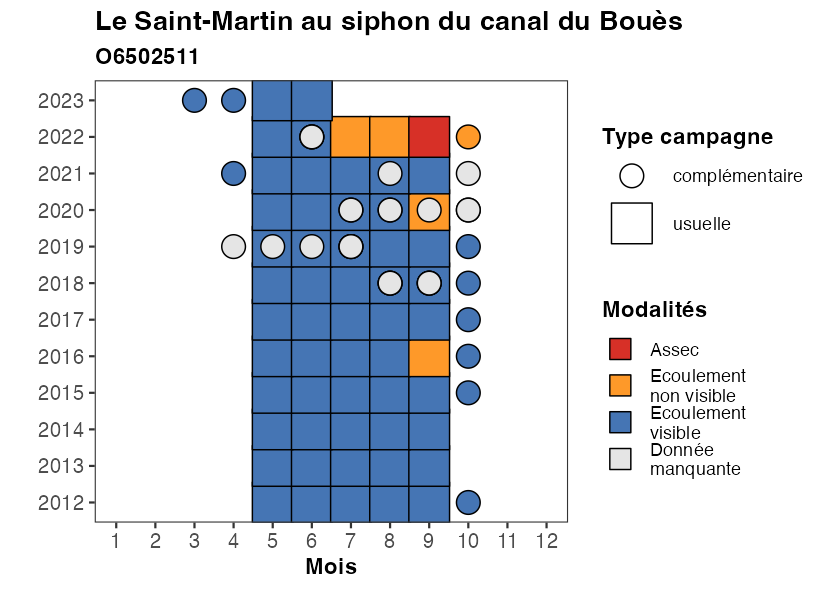 Le Saint-Martin au siphon du canal du Bouès
O6502511
2023
2022
2021
2020
2019
2018
2017
2016
2015
2014
2013
2012
1 2 3 4 5 6 7 8 9 10 11 12
Mois
Type campagne
complémentaire
usuelle
Modalités
Assec
Ecoulement
non visible
Ecoulement
visible
Donnée
manquante